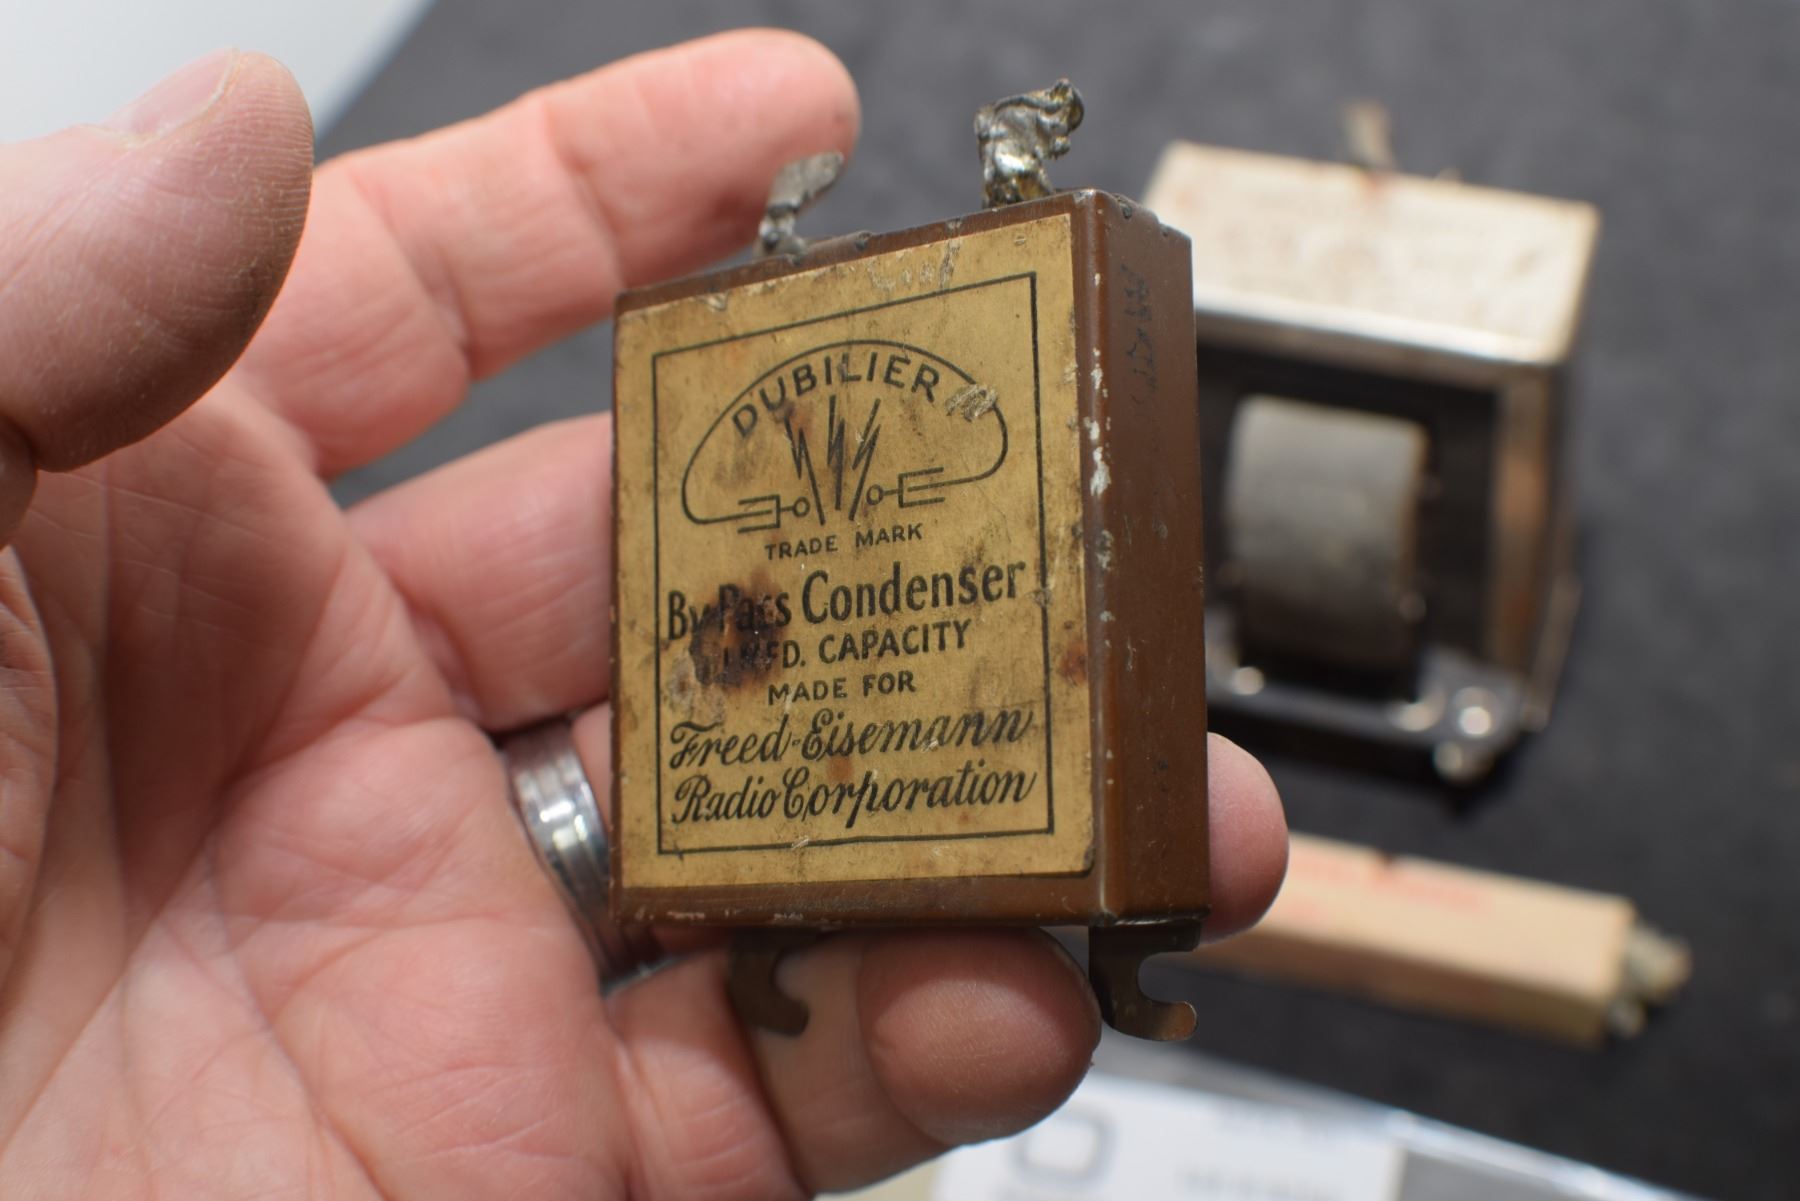 DUBILIER
TRADE MARK
By Pass Condenser
MFD. CAPACITY
MADE FOR
Freed-Eisemann
Radio Corporation